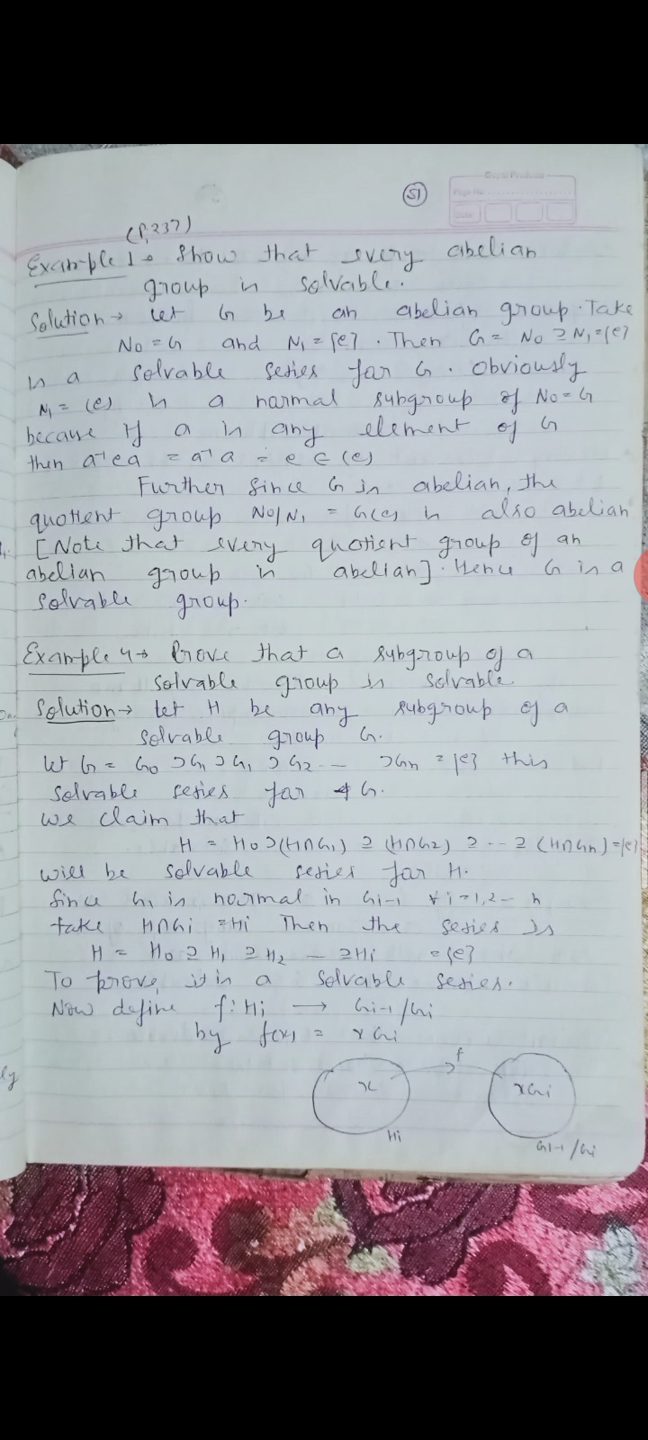 51
Page No.
Date
(P,237)
Example 1 → Show that every abelian
group is solvable.
Solution → Let G be an abelian group. Take
N0 = G and N1 = {e}. Then G = N0 ⊇ N1 = {e}
is a solvable series for G. obviously
N1 = (e) is a normal subgroup of N0 = G
because if a is any element of G
then a⁻¹ea = a⁻¹a = e ∈ (e)
Further since G is abelian, the
quotient group N0/N1 = G(e) is also abelian
[Note that every quotient group of an
abelian group is abelian]. Hence G is a
solvable group.
Example 4 → Prove that a subgroup of a
solvable group is solvable.
Solution → Let H be any subgroup of a
solvable group G.
Let G = G0 ⊃ G1 ⊃ G1 ⊃ G2 -- ⊃ Gn = {e} this
solvable series for G.
we claim that
H = H0 ⊃ (H∩G1) ⊇ (H∩G2) ⊇ -- ⊇ (H∩Gn) = {e}
will be solvable series for H.
Since Gi is normal in Gi-1 ∀ i = 1,2 -- n
take H∩Gi = Hi Then the series is
H = H0 ⊇ H1 ⊇ H2 -- ⊇ Hi = {e}
To prove, it is a solvable series.
Now define f: Hi → Gi-1/Gi
by f(x) = xGi
f
x xGi
Hi Gi-1/Gi
ly